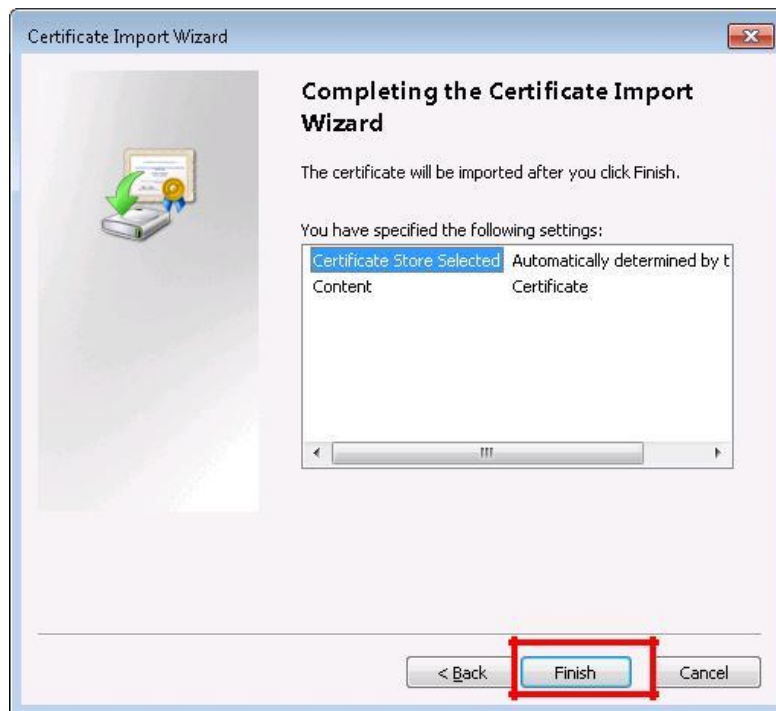 Certificate Import Wizard
Completing the Certificate Import
Wizard
The certificate will be imported after you click Finish.
You have specified the following settings:
Certificate Store Selected Automatically determined by t
Content Certificate
< Back Finish Cancel